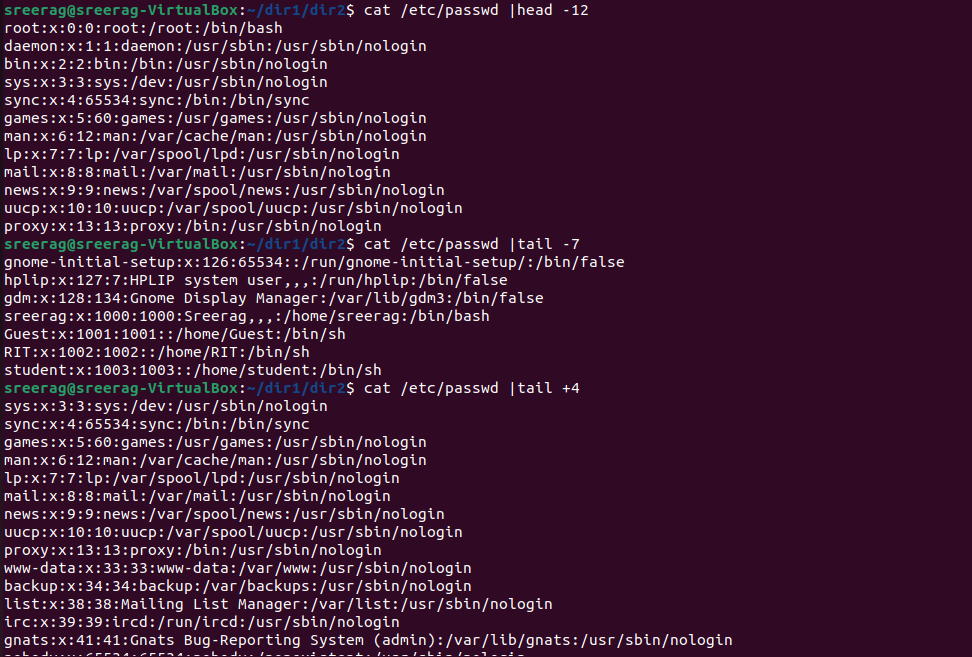 sreerag@sreerag-VirtualBox:~/dir1/dir2$ cat /etc/passwd |head -12
root:x:0:0:root:/root:/bin/bash
daemon:x:1:1:daemon:/usr/sbin:/usr/sbin/nologin
bin:x:2:2:bin:/bin:/usr/sbin/nologin
sys:x:3:3:sys:/dev:/usr/sbin/nologin
sync:x:4:65534:sync:/bin:/bin/sync
games:x:5:60:games:/usr/games:/usr/sbin/nologin
man:x:6:12:man:/var/cache/man:/usr/sbin/nologin
lp:x:7:7:lp:/var/spool/lpd:/usr/sbin/nologin
mail:x:8:8:mail:/var/mail:/usr/sbin/nologin
news:x:9:9:news:/var/spool/news:/usr/sbin/nologin
uucp:x:10:10:uucp:/var/spool/uucp:/usr/sbin/nologin
proxy:x:13:13:proxy:/bin:/usr/sbin/nologin
sreerag@sreerag-VirtualBox:~/dir1/dir2$ cat /etc/passwd |tail -7
gnome-initial-setup:x:126:65534::/run/gnome-initial-setup/:/bin/false
hplip:x:127:7:HPLIP system user,,,:/run/hplip:/bin/false
gdm:x:128:134:Gnome Display Manager:/var/lib/gdm3:/bin/false
sreerag:x:1000:1000:Sreerag,,,:/home/sreerag:/bin/bash
Guest:x:1001:1001::/home/Guest:/bin/sh
RIT:x:1002:1002::/home/RIT:/bin/sh
student:x:1003:1003::/home/student:/bin/sh
sreerag@sreerag-VirtualBox:~/dir1/dir2$ cat /etc/passwd |tail +4
sys:x:3:3:sys:/dev:/usr/sbin/nologin
sync:x:4:65534:sync:/bin:/bin/sync
games:x:5:60:games:/usr/games:/usr/sbin/nologin
man:x:6:12:man:/var/cache/man:/usr/sbin/nologin
lp:x:7:7:lp:/var/spool/lpd:/usr/sbin/nologin
mail:x:8:8:mail:/var/mail:/usr/sbin/nologin
news:x:9:9:news:/var/spool/news:/usr/sbin/nologin
uucp:x:10:10:uucp:/var/spool/uucp:/usr/sbin/nologin
proxy:x:13:13:proxy:/bin:/usr/sbin/nologin
www-data:x:33:33:www-data:/var/www:/usr/sbin/nologin
backup:x:34:34:backup:/var/backups:/usr/sbin/nologin
list:x:38:38:Mailing List Manager:/var/list:/usr/sbin/nologin
irc:x:39:39:ircd:/run/ircd:/usr/sbin/nologin
gnats:x:41:41:Gnats Bug-Reporting System (admin):/var/lib/gnats:/usr/sbin/nologin